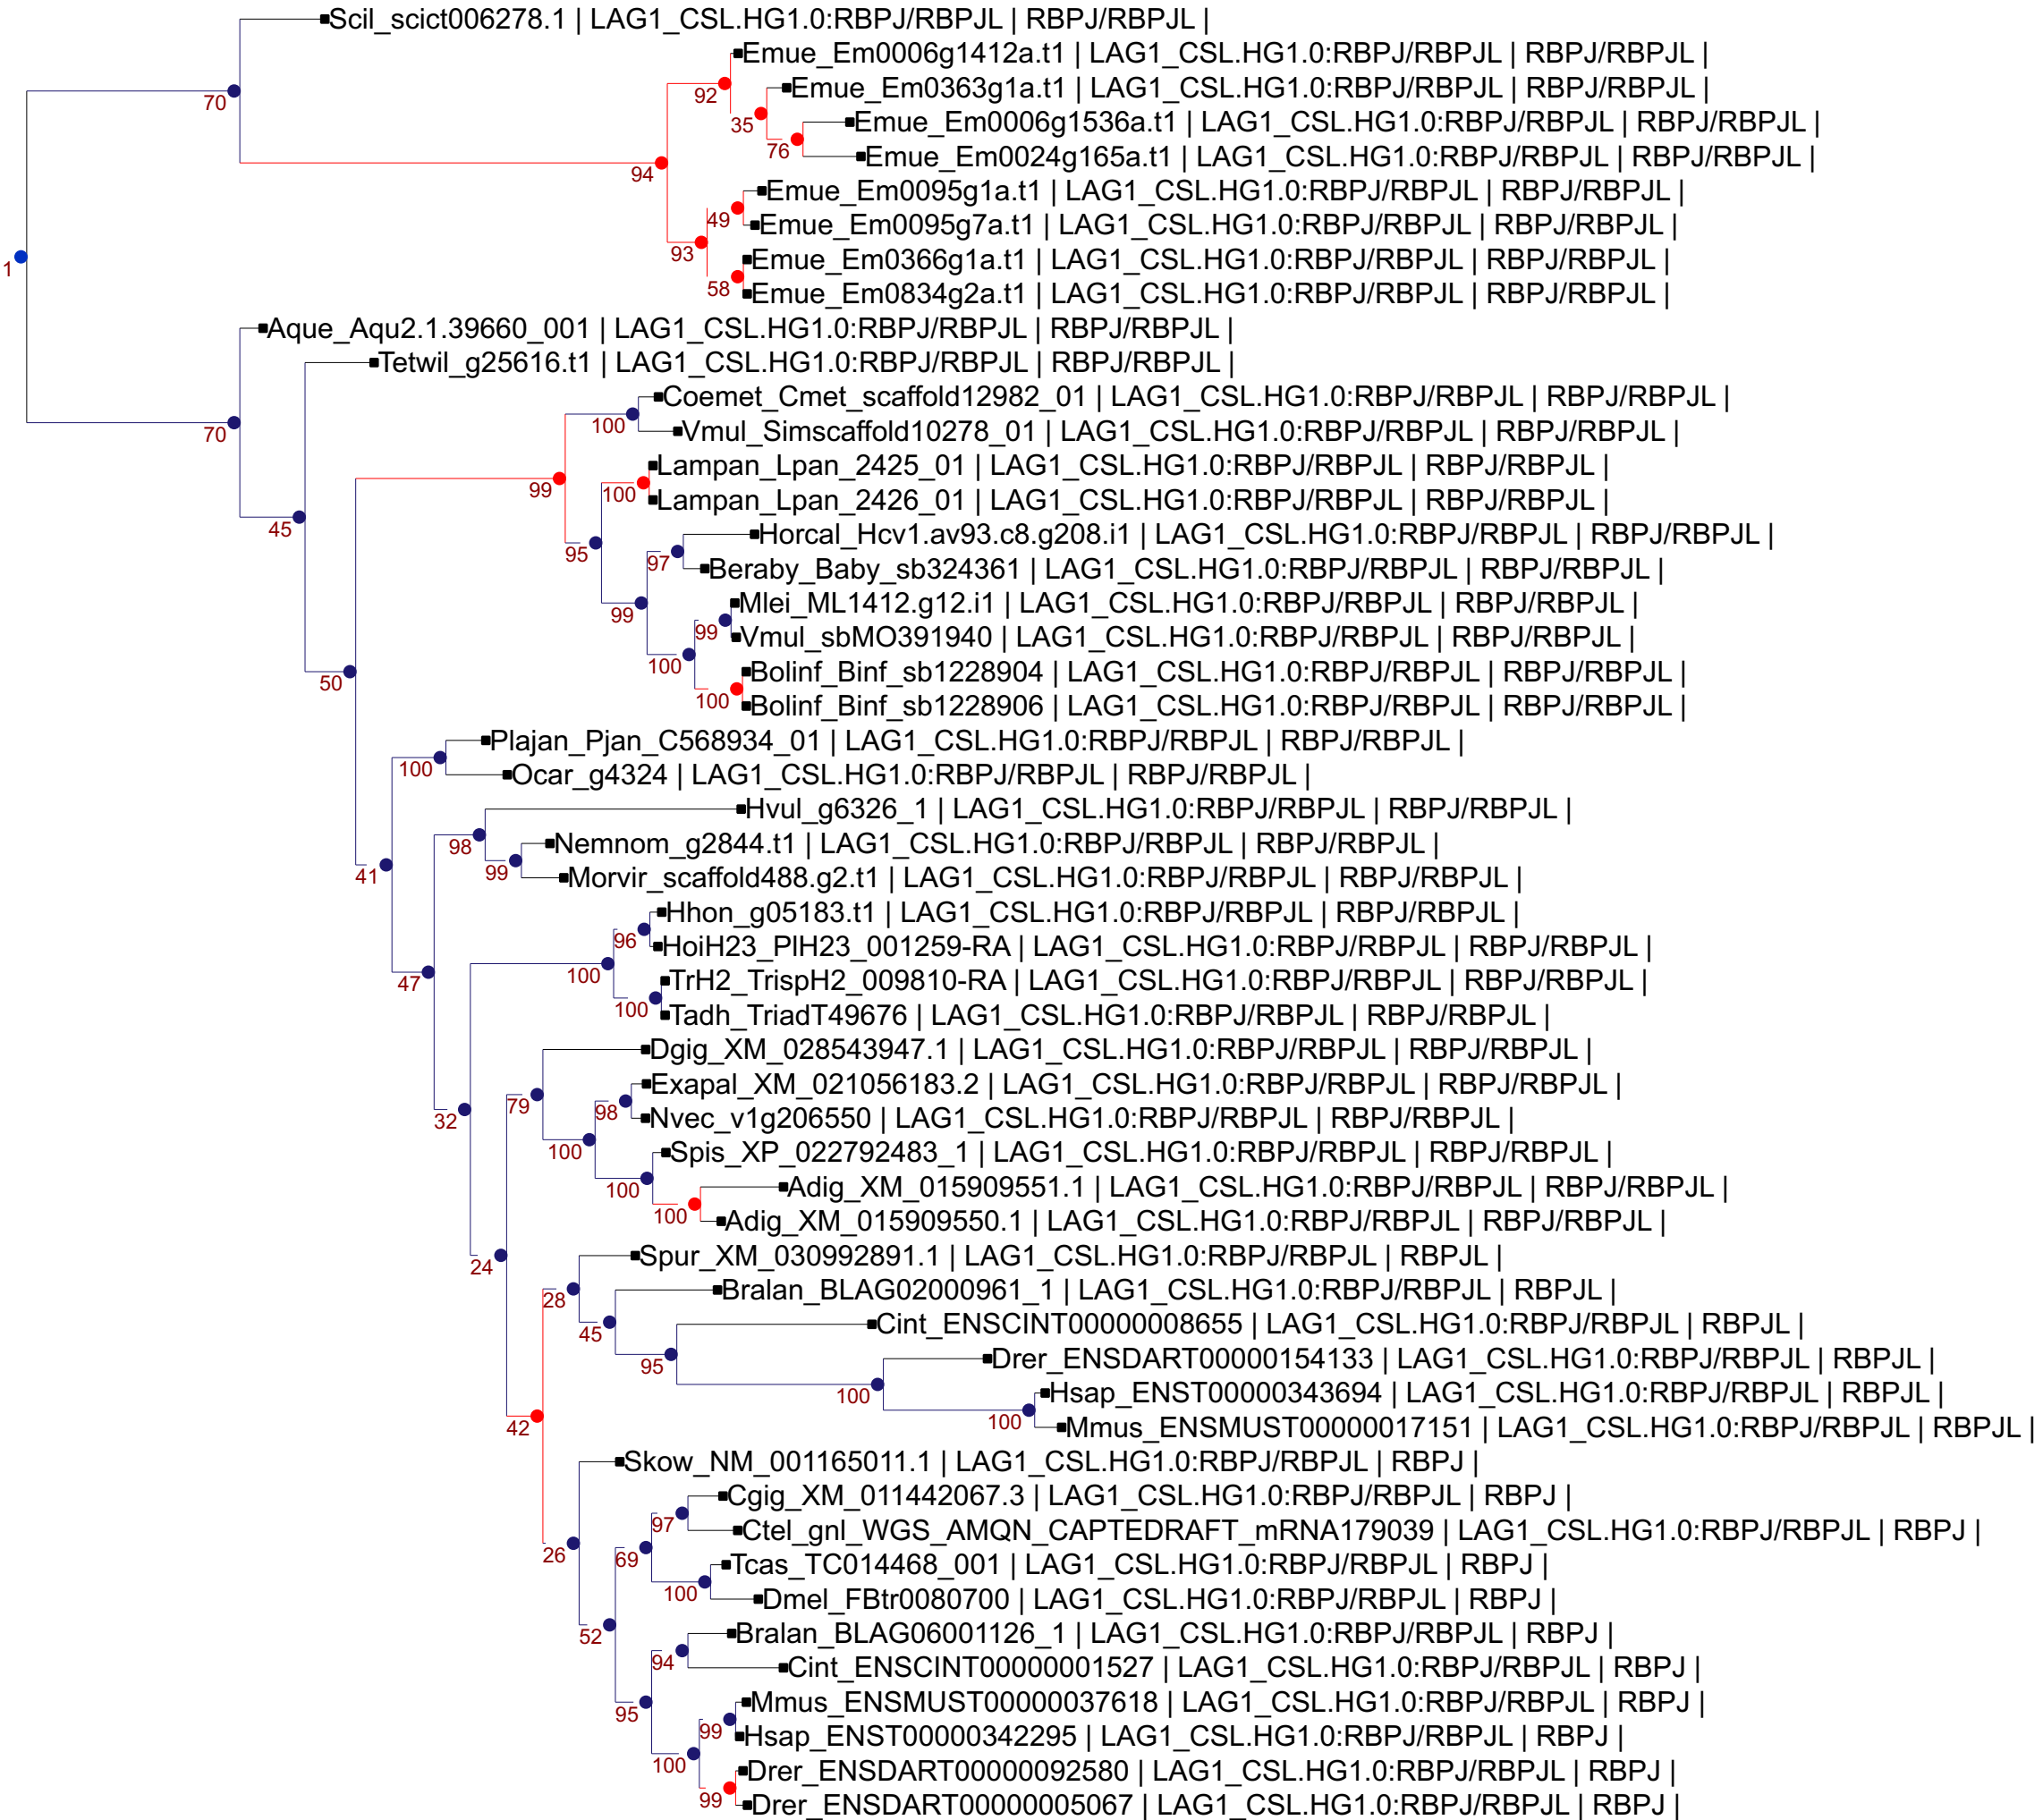 Scil_scict006278.1 | LAG1_CSL.HG1.0:RBPJ/RBPJL | RBPJ/RBPJL |
Emue_Em0006g1412a.t1 | LAG1_CSL.HG1.0:RBPJ/RBPJL | RBPJ/RBPJL |
92
Emue_Em0363g1a.t1 | LAG1_CSL.HG1.0:RBPJ/RBPJL | RBPJ/RBPJL |
70
35
Emue_Em0006g1536a.t1 | LAG1_CSL.HG1.0:RBPJ/RBPJL | RBPJ/RBPJL |
76
Emue_Em0024g165a.t1 | LAG1_CSL.HG1.0:RBPJ/RBPJL | RBPJ/RBPJL |
94
Emue_Em0095g1a.t1 | LAG1_CSL.HG1.0:RBPJ/RBPJL | RBPJ/RBPJL |
49
Emue_Em0095g7a.t1 | LAG1_CSL.HG1.0:RBPJ/RBPJL | RBPJ/RBPJL |
93
Emue_Em0366g1a.t1 | LAG1_CSL.HG1.0:RBPJ/RBPJL | RBPJ/RBPJL |
1
58
Emue_Em0834g2a.t1 | LAG1_CSL.HG1.0:RBPJ/RBPJL | RBPJ/RBPJL |
Aque_Aqu2.1.39660_001 | LAG1_CSL.HG1.0:RBPJ/RBPJL | RBPJ/RBPJL |
Tetwil_g25616.t1 | LAG1_CSL.HG1.0:RBPJ/RBPJL | RBPJ/RBPJL |
Coemet_Cmet_scaffold12982_01 | LAG1_CSL.HG1.0:RBPJ/RBPJL | RBPJ/RBPJL |
100
70
Vmul_Simscaffold10278_01 | LAG1_CSL.HG1.0:RBPJ/RBPJL | RBPJ/RBPJL |
Lampan_Lpan_2425_01 | LAG1_CSL.HG1.0:RBPJ/RBPJL | RBPJ/RBPJL |
99
100
Lampan_Lpan_2426_01 | LAG1_CSL.HG1.0:RBPJ/RBPJL | RBPJ/RBPJL |
45
Horcal_Hcv1.av93.c8.g208.i1 | LAG1_CSL.HG1.0:RBPJ/RBPJL | RBPJ/RBPJL |
95
97
Beraby_Baby_sb324361 | LAG1_CSL.HG1.0:RBPJ/RBPJL | RBPJ/RBPJL |
Mlei_ML1412.g12.i1 | LAG1_CSL.HG1.0:RBPJ/RBPJL | RBPJ/RBPJL |
99
99
Vmul_sbMO391940 | LAG1_CSL.HG1.0:RBPJ/RBPJL | RBPJ/RBPJL |
100
Bolinf_Binf_sb1228904 | LAG1_CSL.HG1.0:RBPJ/RBPJL | RBPJ/RBPJL |
50
100
Bolinf_Binf_sb1228906 | LAG1_CSL.HG1.0:RBPJ/RBPJL | RBPJ/RBPJL |
Plajan_Pjan_C568934_01 | LAG1_CSL.HG1.0:RBPJ/RBPJL | RBPJ/RBPJL |
100
Ocar_g4324 | LAG1_CSL.HG1.0:RBPJ/RBPJL | RBPJ/RBPJL |
Hvul_g6326_1 | LAG1_CSL.HG1.0:RBPJ/RBPJL | RBPJ/RBPJL |
98
Nemnom_g2844.t1 | LAG1_CSL.HG1.0:RBPJ/RBPJL | RBPJ/RBPJL |
41
99
Morvir_scaffold488.g2.t1 | LAG1_CSL.HG1.0:RBPJ/RBPJL | RBPJ/RBPJL |
Hhon_g05183.t1 | LAG1_CSL.HG1.0:RBPJ/RBPJL | RBPJ/RBPJL |
96
HoiH23_PlH23_001259-RA | LAG1_CSL.HG1.0:RBPJ/RBPJL | RBPJ/RBPJL |
47
100
TrH2_TrispH2_009810-RA | LAG1_CSL.HG1.0:RBPJ/RBPJL | RBPJ/RBPJL |
100
Tadh_TriadT49676 | LAG1_CSL.HG1.0:RBPJ/RBPJL | RBPJ/RBPJL |
Dgig_XM_028543947.1 | LAG1_CSL.HG1.0:RBPJ/RBPJL | RBPJ/RBPJL |
Exapal_XM_021056183.2 | LAG1_CSL.HG1.0:RBPJ/RBPJL | RBPJ/RBPJL |
79
98
Nvec_v1g206550 | LAG1_CSL.HG1.0:RBPJ/RBPJL | RBPJ/RBPJL |
32
100
Spis_XP_022792483_1 | LAG1_CSL.HG1.0:RBPJ/RBPJL | RBPJ/RBPJL |
100
Adig_XM_015909551.1 | LAG1_CSL.HG1.0:RBPJ/RBPJL | RBPJ/RBPJL |
100
Adig_XM_015909550.1 | LAG1_CSL.HG1.0:RBPJ/RBPJL | RBPJ/RBPJL |
Spur_XM_030992891.1 | LAG1_CSL.HG1.0:RBPJ/RBPJL | RBPJL |
24
28
Bralan_BLAG02000961_1 | LAG1_CSL.HG1.0:RBPJ/RBPJL | RBPJL |
45
Cint_ENSCINT00000008655 | LAG1_CSL.HG1.0:RBPJ/RBPJL | RBPJL |
95
Drer_ENSDART00000154133 | LAG1_CSL.HG1.0:RBPJ/RBPJL | RBPJL |
100
Hsap_ENST00000343694 | LAG1_CSL.HG1.0:RBPJ/RBPJL | RBPJL |
42
100
Mmus_ENSMUST00000017151 | LAG1_CSL.HG1.0:RBPJ/RBPJL | RBPJL |
Skow_NM_001165011.1 | LAG1_CSL.HG1.0:RBPJ/RBPJL | RBPJ |
Cgig_XM_011442067.3 | LAG1_CSL.HG1.0:RBPJ/RBPJL | RBPJ |
97
Ctel_gnl_WGS_AMQN_CAPTEDRAFT_mRNA179039 | LAG1_CSL.HG1.0:RBPJ/RBPJL | RBPJ |
26
69
Tcas_TC014468_001 | LAG1_CSL.HG1.0:RBPJ/RBPJL | RBPJ |
100
Dmel_FBtr0080700 | LAG1_CSL.HG1.0:RBPJ/RBPJL | RBPJ |
52
Bralan_BLAG06001126_1 | LAG1_CSL.HG1.0:RBPJ/RBPJL | RBPJ |
94
Cint_ENSCINT00000001527 | LAG1_CSL.HG1.0:RBPJ/RBPJL | RBPJ |
95
Mmus_ENSMUST00000037618 | LAG1_CSL.HG1.0:RBPJ/RBPJL | RBPJ |
99
Hsap_ENST00000342295 | LAG1_CSL.HG1.0:RBPJ/RBPJL | RBPJ |
100
Drer_ENSDART00000092580 | LAG1_CSL.HG1.0:RBPJ/RBPJL | RBPJ |
99
Drer_ENSDART00000005067 | LAG1_CSL.HG1.0:RBPJ/RBPJL | RBPJ |